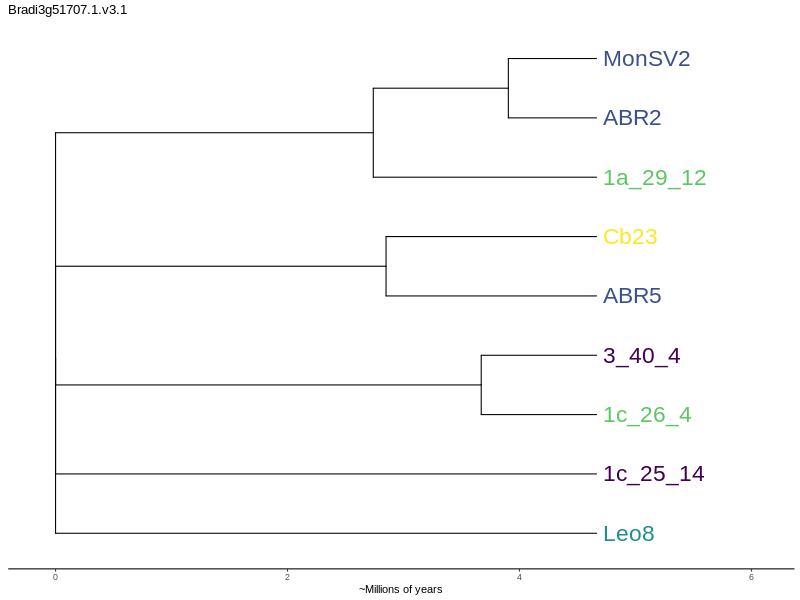 Bradi3g51707.1.v3.1
MonSV2
ABR2
1a_29_12
Cb23
ABR5
3_40_4
1c_26_4
1c_25_14
Leo8
0 2 4 6
~Millions of years